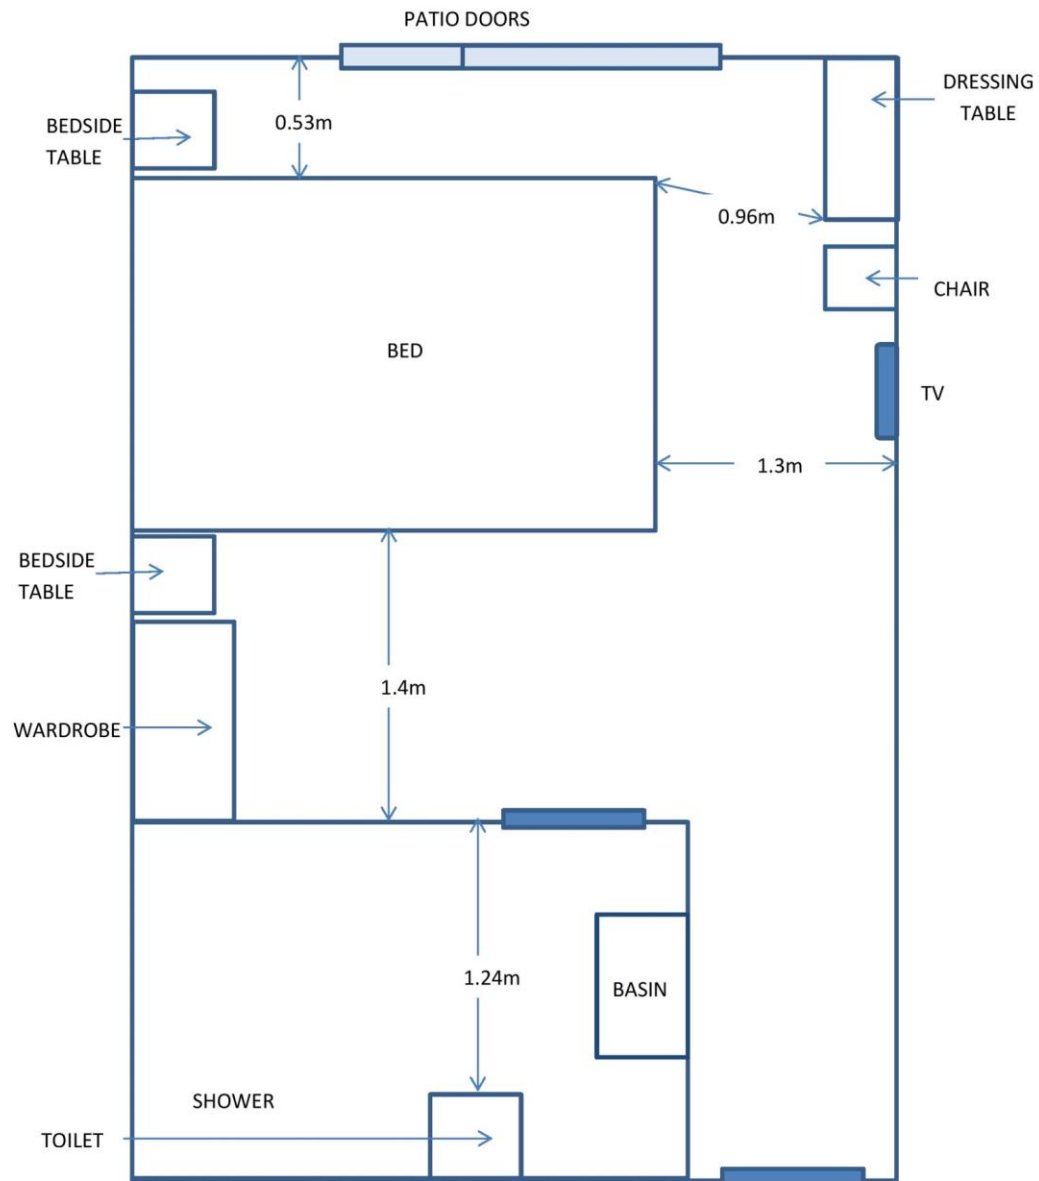 PATIO DOORS
DRESSING
TABLE
BEDSIDE
TABLE
0.53m
0.96m
CHAIR
BED
TV
1.3m
BEDSIDE
TABLE
1.4m
WARDROBE
1.24m
BASIN
SHOWER
TOILET